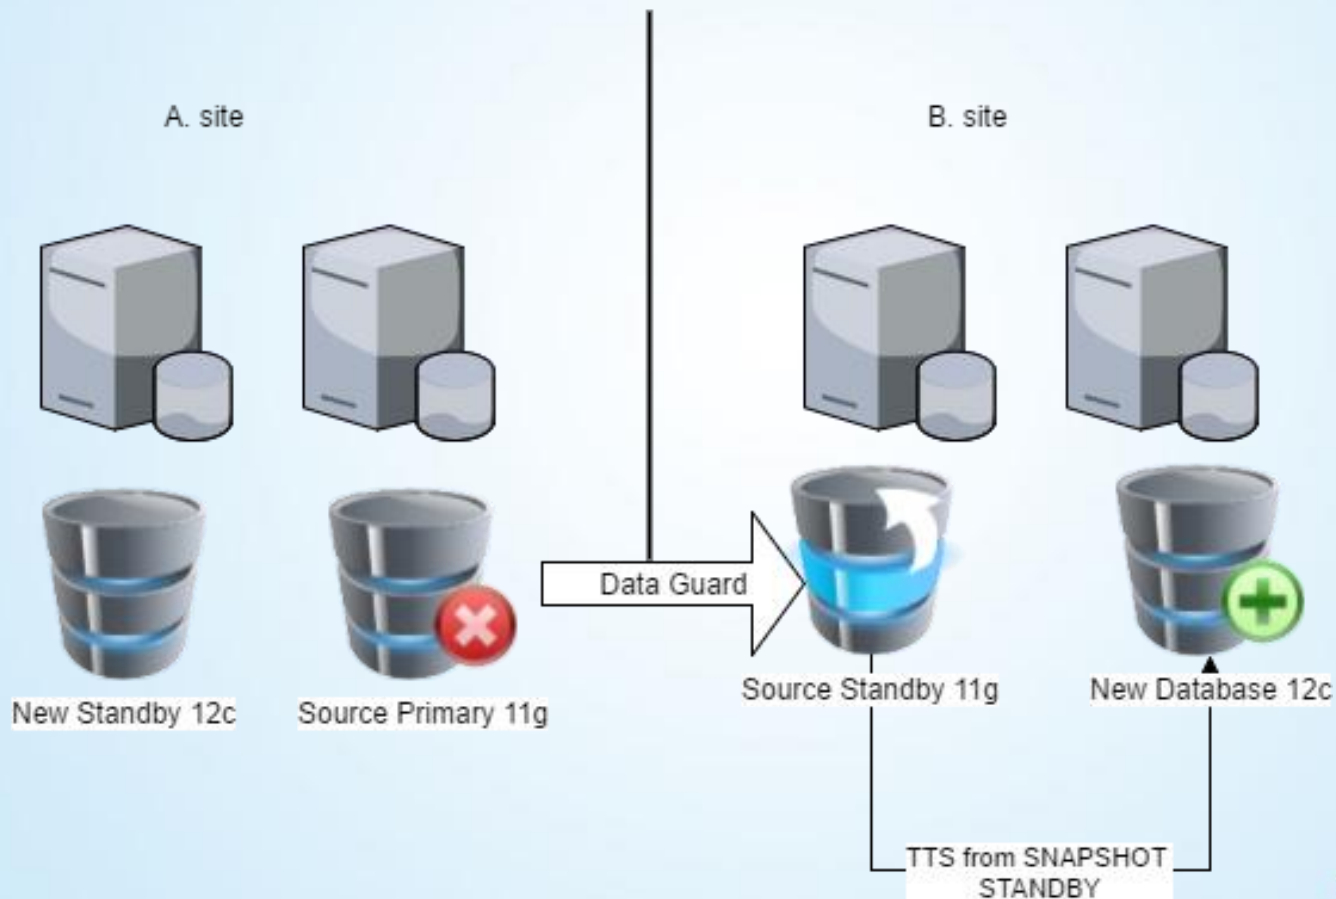 A. site
B. site
Data Guard
New Standby 12c
Source Primary 11g
Source Standby 11g
New Database 12c
TTS from SNAPSHOT
STANDBY